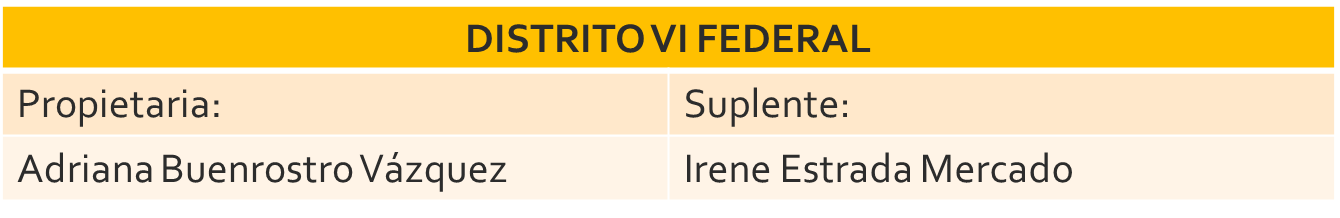 DISTRITO VI FEDERAL
Propietaria: Suplente:
Adriana Buenrostro Vázquez Irene Estrada Mercado